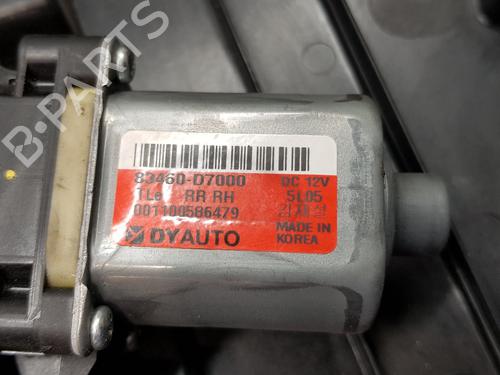 83460-D7000 DC 12V
TLe RR RH 5L05
001100586479
DYAUTO MADE IN
KOREA
B-PARTS